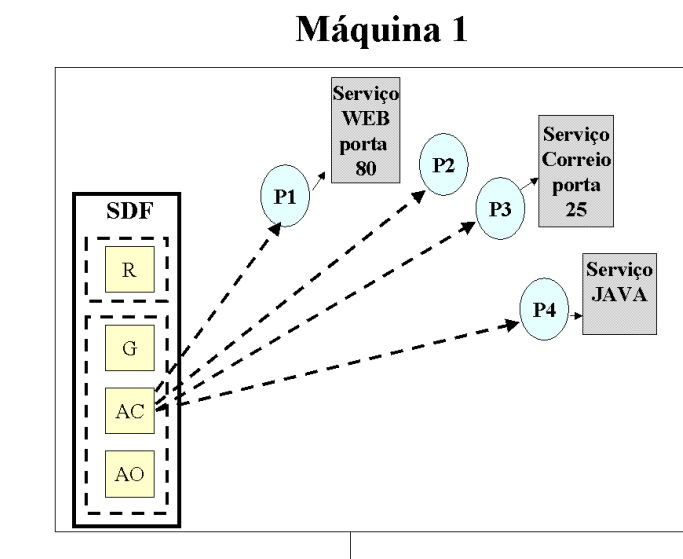 Máquina 1
Serviço
WEB
porta
80
P1
P2
Serviço
Correio
porta
25
P3
Serviço
JAVA
P4
SDF
R
G
AC
AO